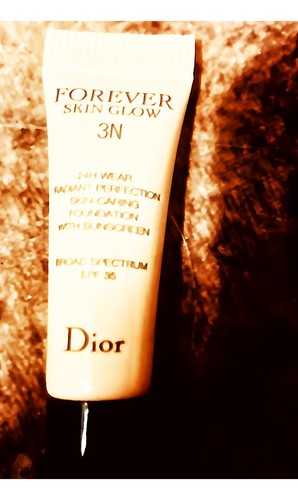 FOREVER
SKIN GLOW
3N
24H WEAR
RADIANT PERFECTION
SKIN-CARING
FOUNDATION
WITH SUNSCREEN
BROAD SPECTRUM
SPF 35
Dior